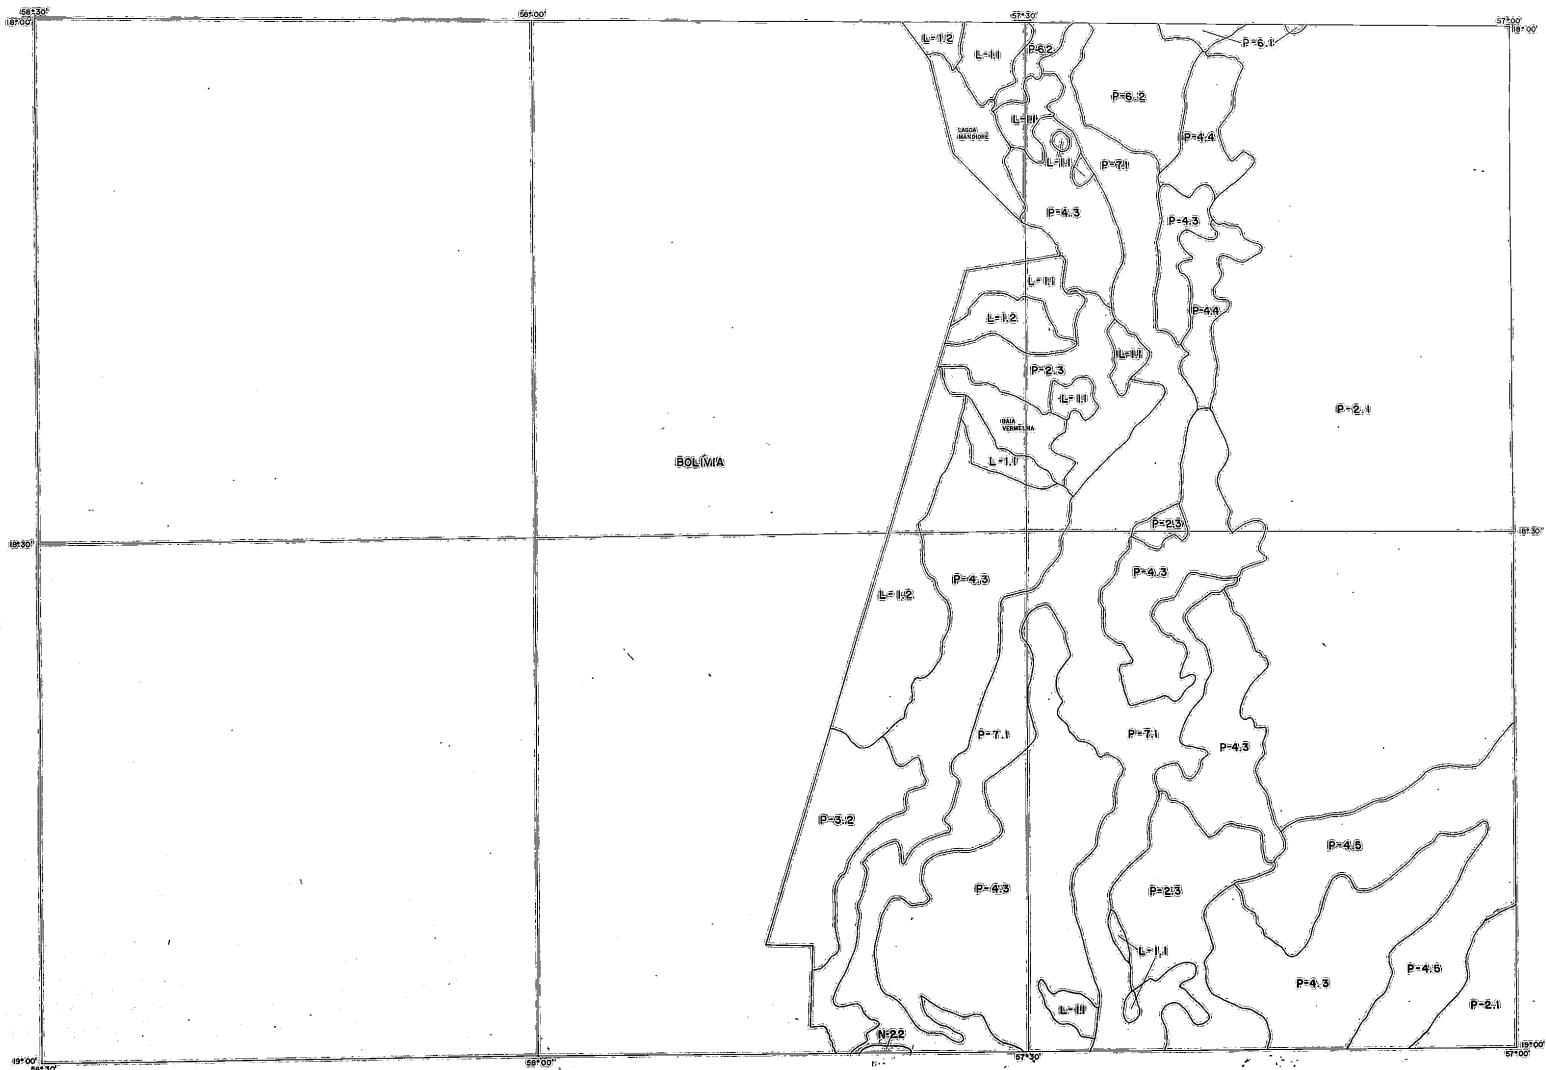 58°30'
58°00'
57°30'
57°00'
18°00'
18°00'
L=1.2
L=1.1
P=6.2
P=6.1
P=6.2
LAGOA
MANDIORÉ
L=1.1
P=4.4
L=1.1
P=7.1
P=4.3
P=4.3
L=1.1
P=4.4
L=1.2
L=1.1
P=2.3
L=1.1
P=2.1
BAIA
VERMELHA
BOLÍVIA
L=1.1
P=2.3
18°30'
18°30'
P=4.3
P=4.3
L=1.2
P=7.1
P=7.1
P=4.3
P=3.2
P=4.5
P=4.3
P=2.3
L=1.1
P=4.5
P=4.3
P=2.1
L=1.1
N=2.2
19°00'
19°00'
58°30'
58°00'
57°30'
57°00'